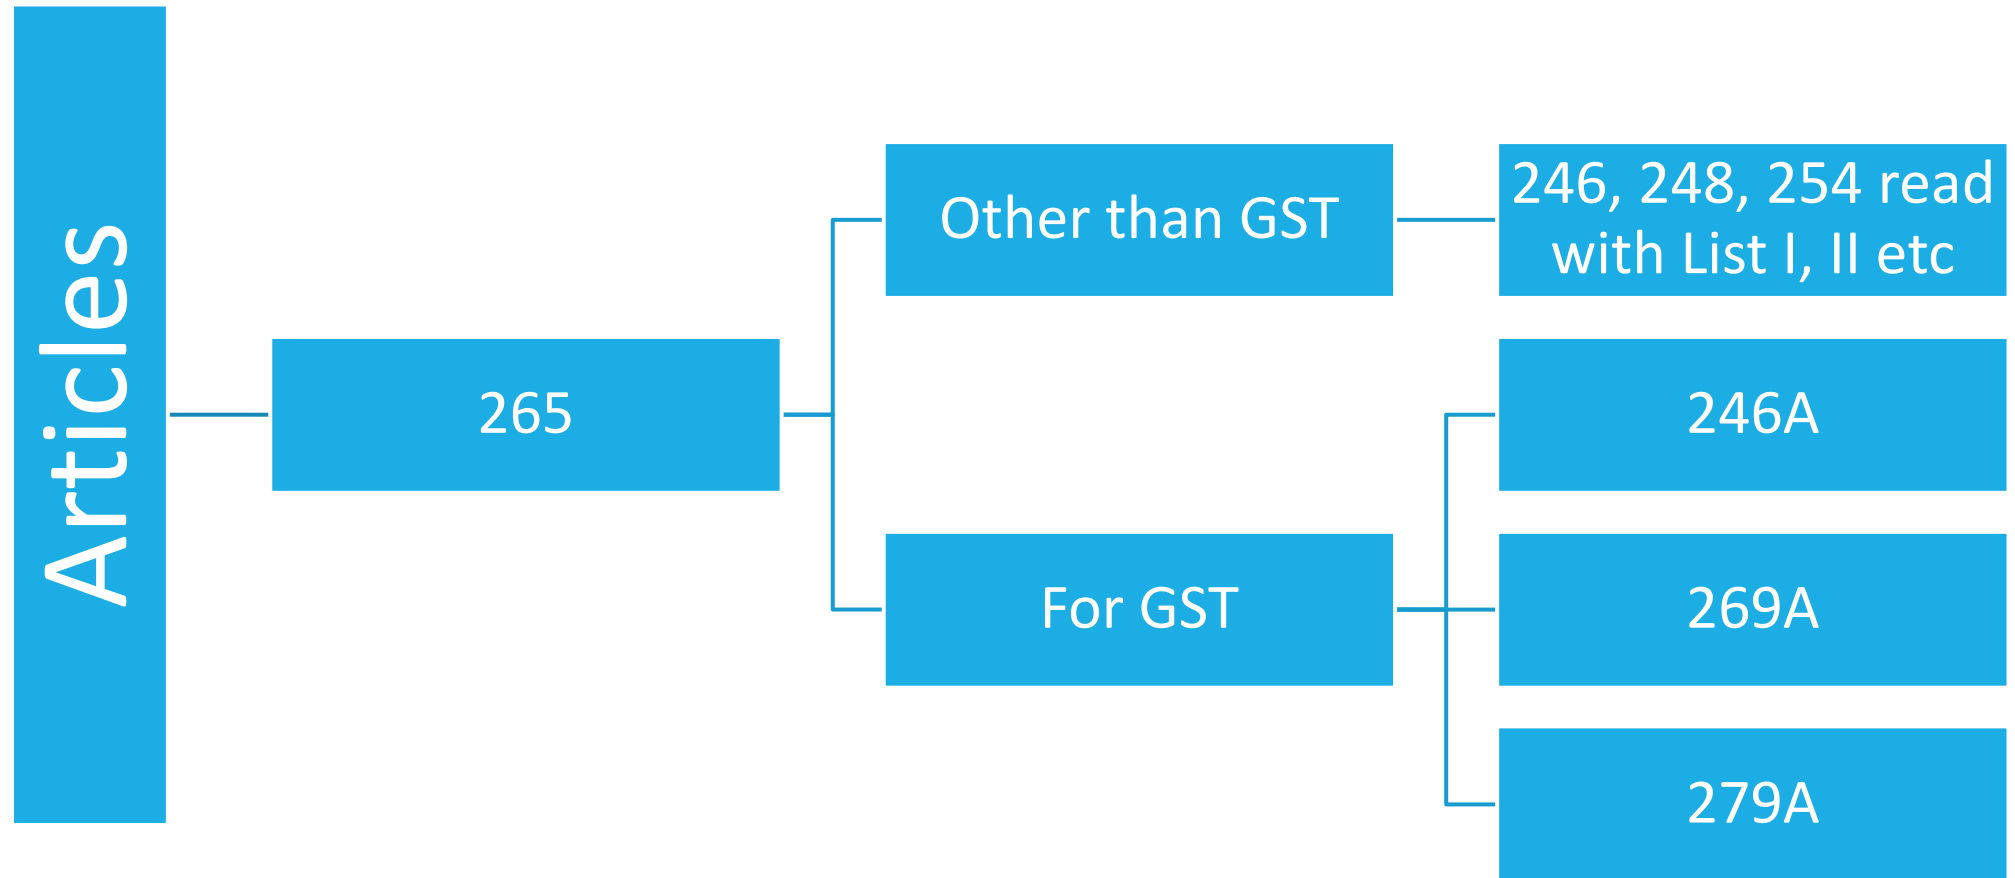 Articles
265
Other than GST
246, 248, 254 read
with List I, II etc
For GST
246A
269A
279A